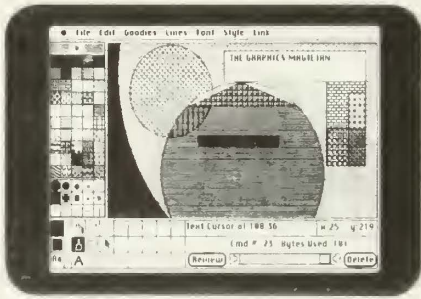 File Edit Goodies Lines Font Style Link
THE GRAPHICS MAGICIAN
Text Cursor at 108,36
x:25 y:219
Cmd # 23 Bytes Used 181
Review
Delete
A